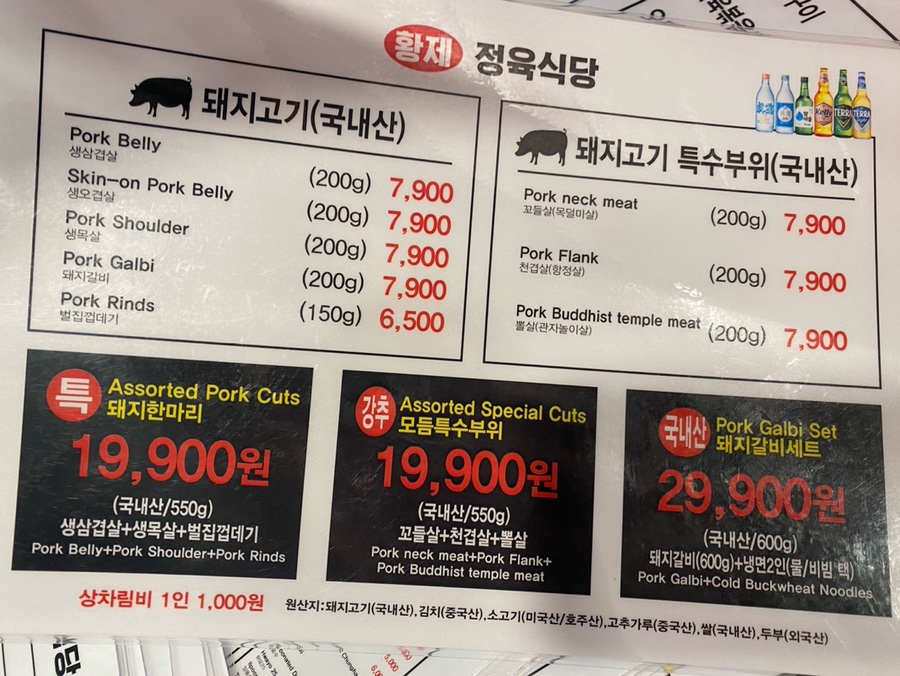 황제 정육식당
돼지고기(국내산)
Pork Belly
생삼겹살
(200g) 7,900
Skin-on Pork Belly
생오겹살
(200g) 7,900
Pork Shoulder
생목살
(200g) 7,900
Pork Galbi
돼지갈비
(200g) 7,900
Pork Rinds
벌집껍데기
(150g) 6,500
돼지고기 특수부위(국내산)
Pork neck meat
꼬들살(목덜미살)
(200g) 7,900
Pork Flank
천겹살(항정살)
(200g) 7,900
Pork Buddhist temple meat
뽈살(관자놀이살)
(200g) 7,900
특 Assorted Pork Cuts
돼지한마리
19,900원
(국내산/550g)
생삼겹살+생목살+벌집껍데기
Pork Belly+Pork Shoulder+Pork Rinds
강추 Assorted Special Cuts
모듬특수부위
19,900원
(국내산/550g)
꼬들살+천겹살+뽈살
Pork neck meat+Pork Flank+
Pork Buddhist temple meat
국내산 Pork Galbi Set
돼지갈비세트
29,900원
(국내산/600g)
돼지갈비(600g)+냉면2인(물/비빔 택)
Pork Galbi+Cold Buckwheat Noodles
상차림비 1인 1,000원
원산지:돼지고기(국내산),김치(중국산),소고기(미국산/호주산),고추가루(중국산),쌀(국내산),두부(외국산)
TERRA
5,000